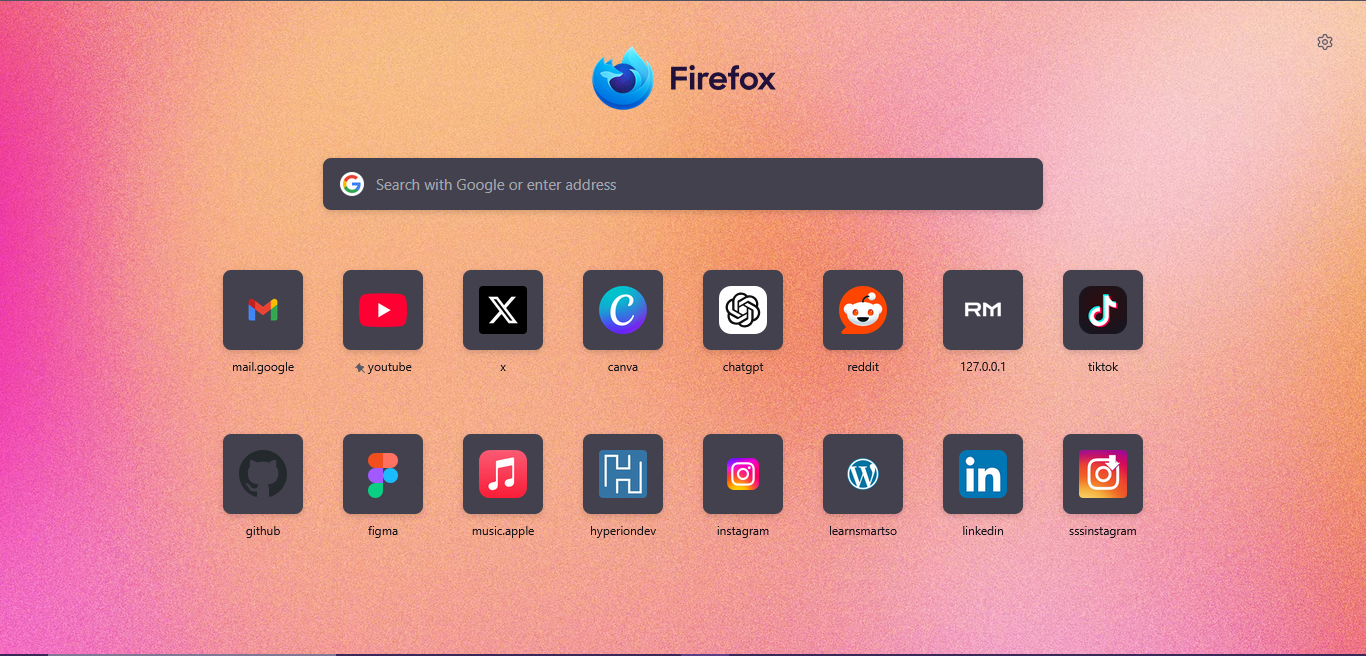 Firefox
Search with Google or enter address
RM
mail.google
youtube
x
canva
chatgpt
reddit
127.0.0.1
tiktok
in
github
figma
music.apple
hyperiondev
instagram
learnsmartso
linkedin
sssinstagram